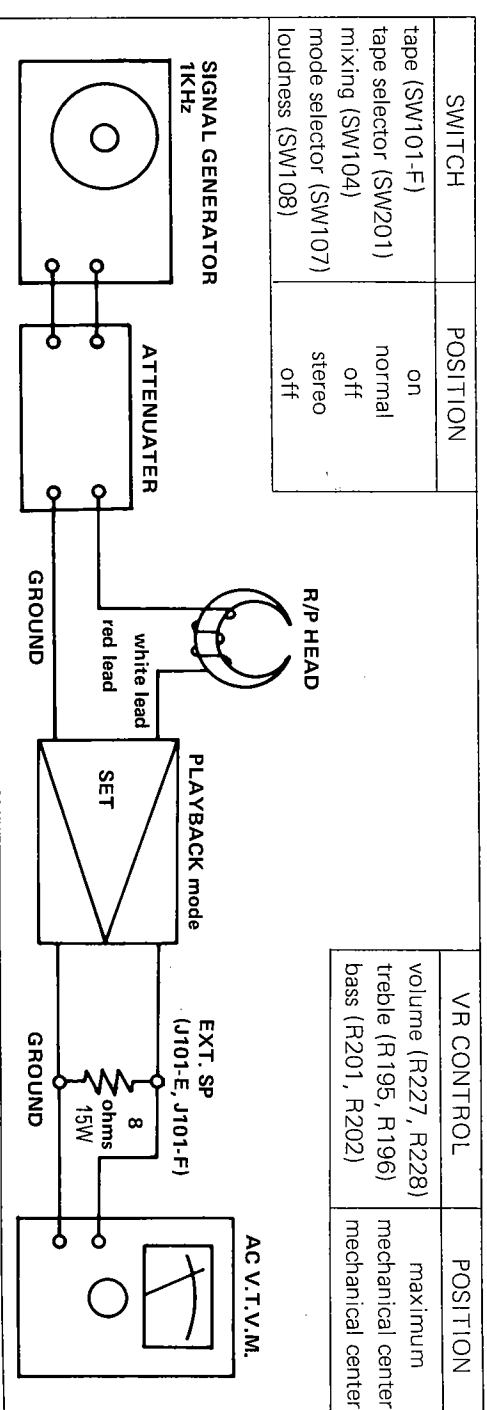 SWITCH POSITION
tape (SW101-F) on
tape selector (SW201) normal
mixing (SW104) off
mode selector (SW107) stereo
loudness (SW108) off
VR CONTROL POSITION
volume (R227, R228) maximum
treble (R195, R196) mechanical center
bass (R201, R202) mechanical center
SIGNAL GENERATOR
1KHz
ATTENUATER
R/P HEAD
white lead
red lead
GROUND
PLAYBACK mode
SET
EXT. SP
(J101-E, J101-F)
8
ohms
15W
GROUND
AC V.T.V.M.